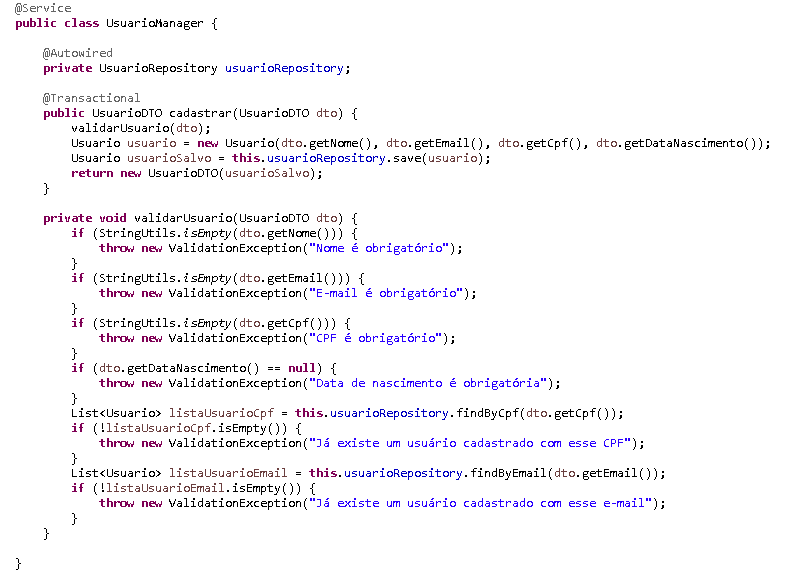 @Service
public class UsuarioManager {
@Autowired
private UsuarioRepository usuarioRepository;
@Transactional
public UsuarioDTO cadastrar(UsuarioDTO dto) {
validarUsuario(dto);
Usuario usuario = new Usuario(dto.getNome(), dto.getEmail(), dto.getCpf(), dto.getDataNascimento());
Usuario usuarioSalvo = this.usuarioRepository.save(usuario);
return new UsuarioDTO(usuarioSalvo);
}
private void validarUsuario(UsuarioDTO dto) {
if (StringUtils.isEmpty(dto.getNome())) {
throw new ValidationException("Nome é obrigatório");
}
if (StringUtils.isEmpty(dto.getEmail())) {
throw new ValidationException("E-mail é obrigatório");
}
if (StringUtils.isEmpty(dto.getCpf())) {
throw new ValidationException("CPF é obrigatório");
}
if (dto.getDataNascimento() == null) {
throw new ValidationException("Data de nascimento é obrigatória");
}
List<Usuario> listaUsuarioCpf = this.usuarioRepository.findByCpf(dto.getCpf());
if (!listaUsuarioCpf.isEmpty()) {
throw new ValidationException("Já existe um usuário cadastrado com esse CPF");
}
List<Usuario> listaUsuarioEmail = this.usuarioRepository.findByEmail(dto.getEmail());
if (!listaUsuarioEmail.isEmpty()) {
throw new ValidationException("Já existe um usuário cadastrado com esse e-mail");
}
}
}